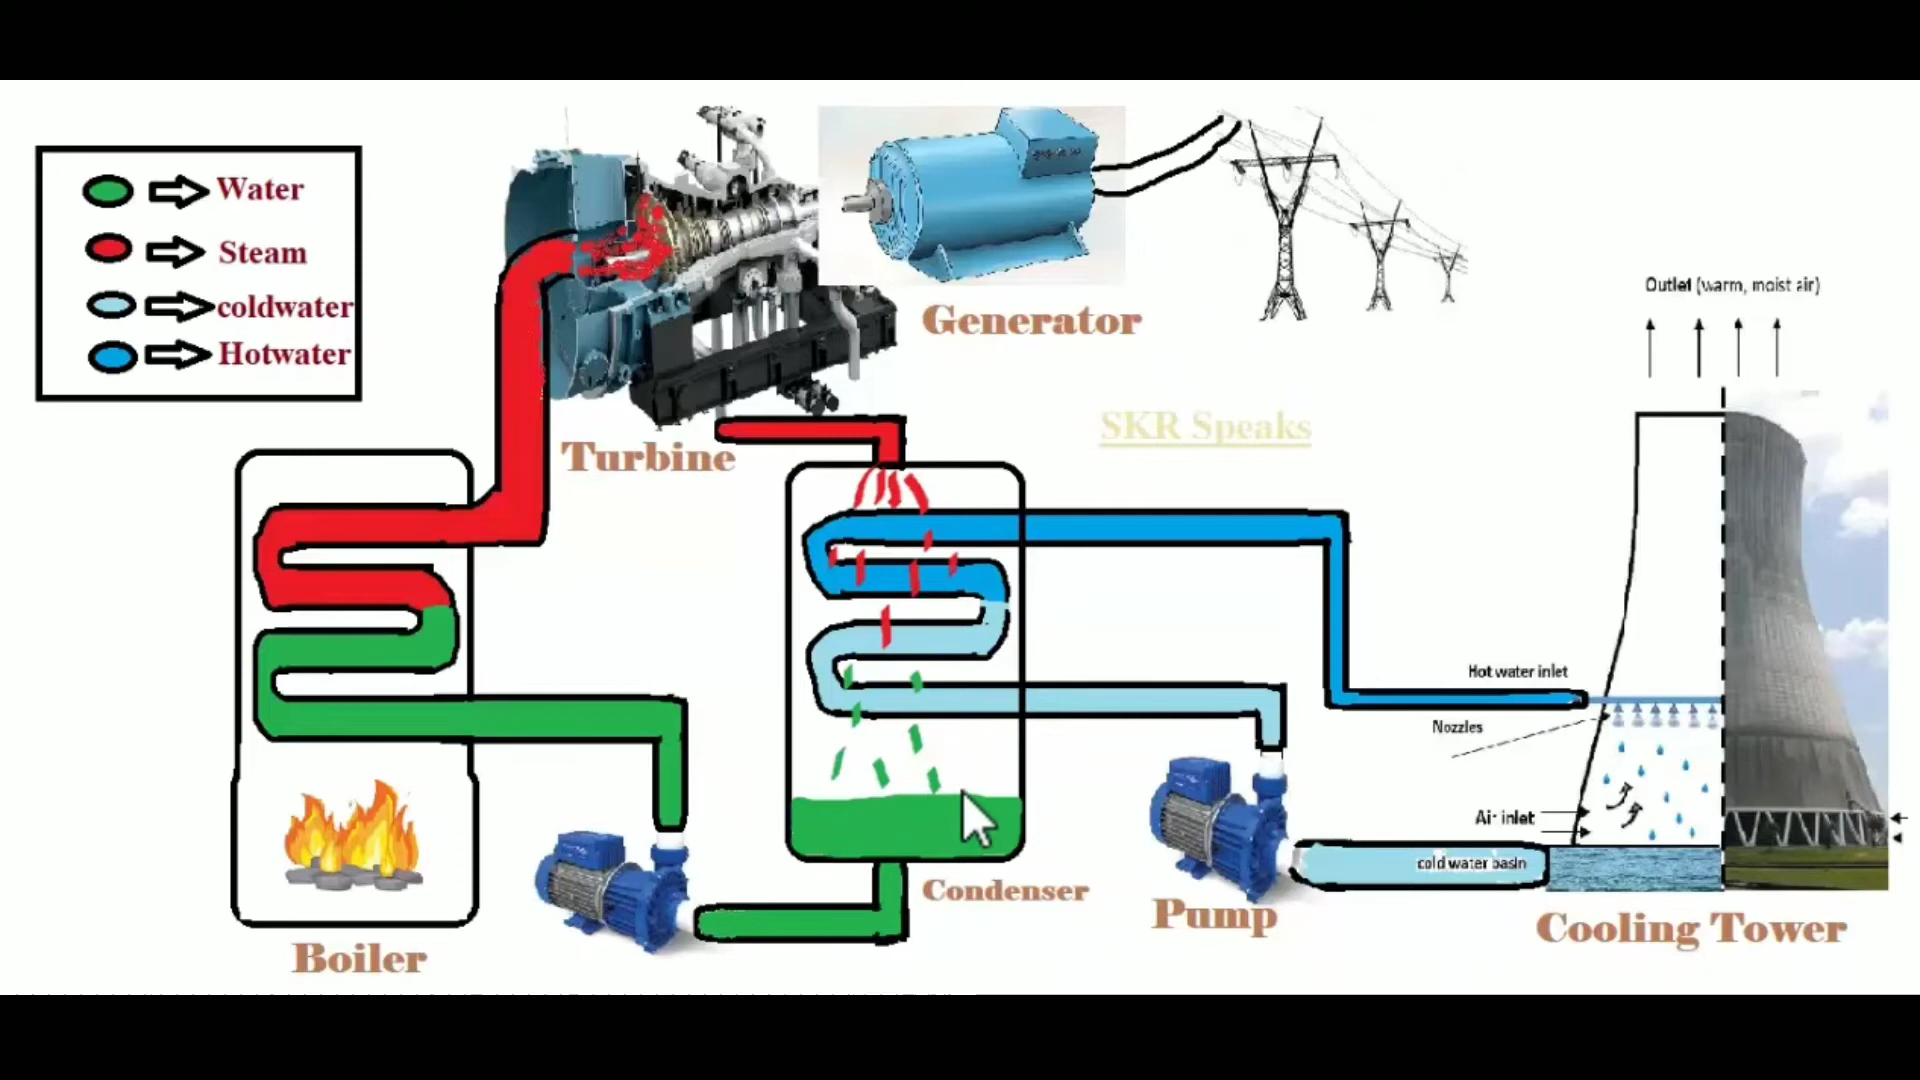 Water
Steam
coldwater
Hotwater
Generator
Outlet (warm, moist air)
SKR Speaks
Turbine
Hot water inlet
Nozzles
Air inlet
cold water basin
Condenser
Pump
Cooling Tower
Boiler